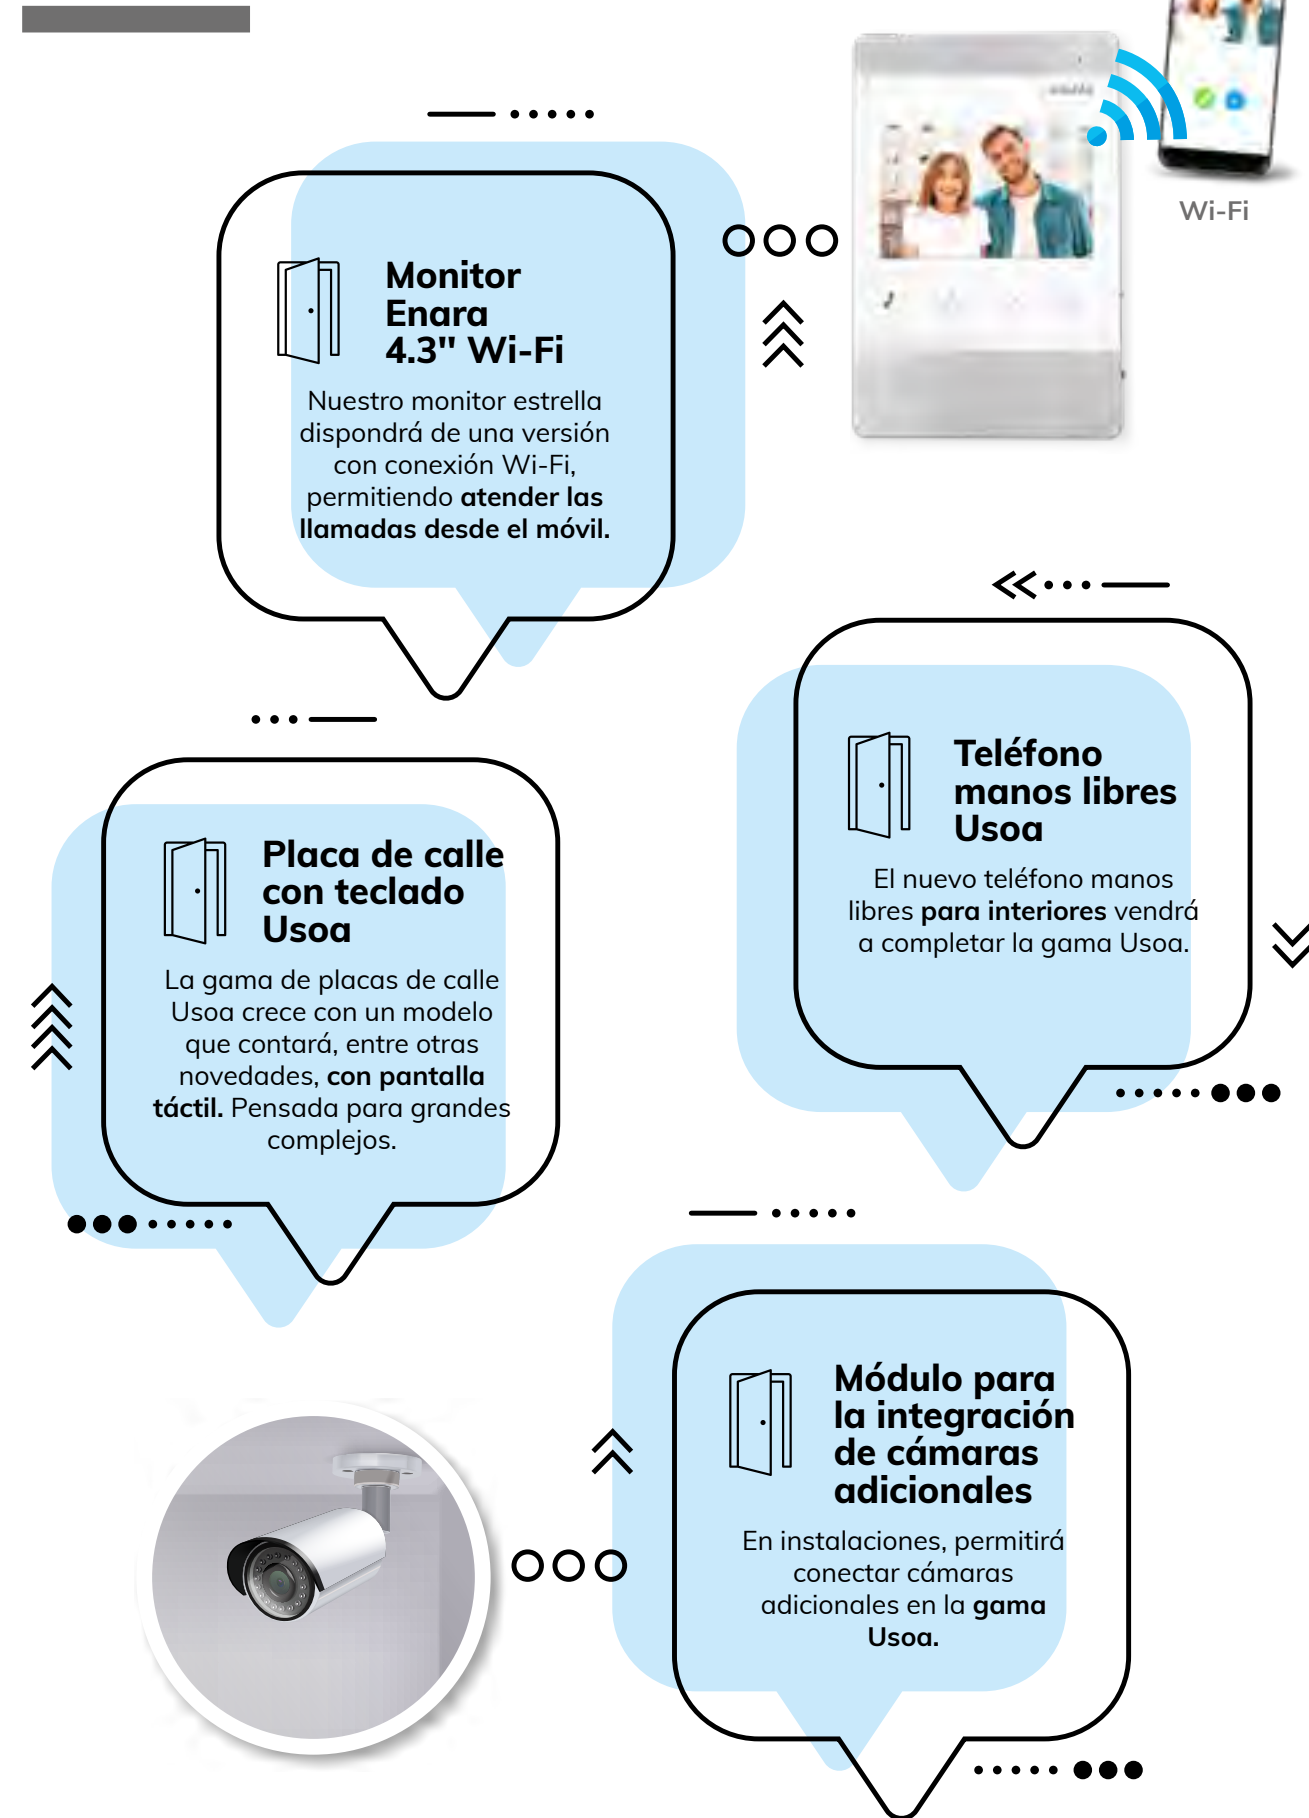 Wi-Fi
Monitor
Enara
4.3" Wi-Fi
Nuestro monitor estrella
dispondrá de una versión
con conexión Wi-Fi,
permitiendo atender las
llamadas desde el móvil.
Teléfono
manos libres
Usoa
El nuevo teléfono manos
libres para interiores vendrá
a completar la gama Usoa.
Placa de calle
con teclado
Usoa
La gama de placas de calle
Usoa crece con un modelo
que contará, entre otras
novedades, con pantalla
táctil. Pensada para grandes
complejos.
Módulo para
la integración
de cámaras
adicionales
En instalaciones, permitirá
conectar cámaras
adicionales en la gama
Usoa.